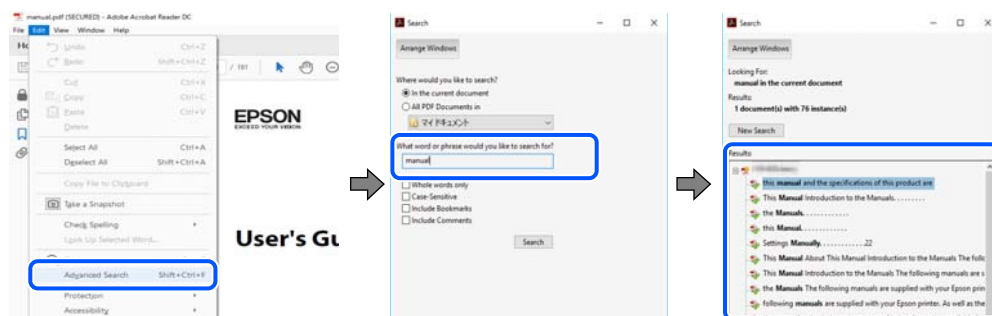 manual.pdf (SECURED) - Adobe Acrobat Reader DC
File Edit View Window Help
Undo Ctrl+Z
Redo Shift+Ctrl+Z
Cut Ctrl+X
Copy Ctrl+C
Paste Ctrl+V
Delete
Select All Ctrl+A
Deselect All Shift+Ctrl+A
Copy File to Clipboard
Take a Snapshot
Check Spelling
Look Up Selected Word...
Advanced Search Shift+Ctrl+F
Protection
Accessibility
/ 181
EPSON
EXCEED YOUR VISION
User's Gu
Search
Arrange Windows
Where would you like to search?
In the current document
All PDF Documents in
マイ ドキュメント
What word or phrase would you like to search for?
manual
Whole words only
Case-Sensitive
Include Bookmarks
Include Comments
Search
Search
Arrange Windows
Looking For:
manual in the current document
Results:
1 document(s) with 76 instance(s)
New Search
Results:
this manual and the specifications of this product are
This Manual Introduction to the Manuals. . . . . . . . .
the Manuals. . . . . . . . . . . .
this Manual. . . . . . . . . . . .
Settings Manually. . . . . . . . . . . .22
This Manual About This Manual Introduction to the Manuals The follo
This Manual Introduction to the Manuals The following manuals are s
the Manuals The following manuals are supplied with your Epson prin
following manuals are supplied with your Epson printer. As well as the